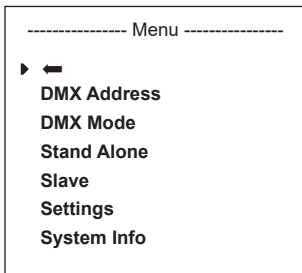 ---------------- Menu ----------------
DMX Address
DMX Mode
Stand Alone
Slave
Settings
System Info